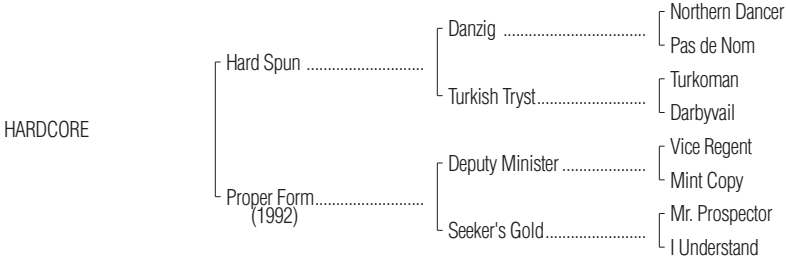 Northern Dancer
Danzig ................................
Pas de Nom
Hard Spun ...........................
Turkoman
Turkish Tryst.........................
Darbyvail
HARDCORE
Vice Regent
Deputy Minister ...................
Mint Copy
Proper Form.........................
(1992)
Mr. Prospector
Seeker's Gold.......................
I Understand